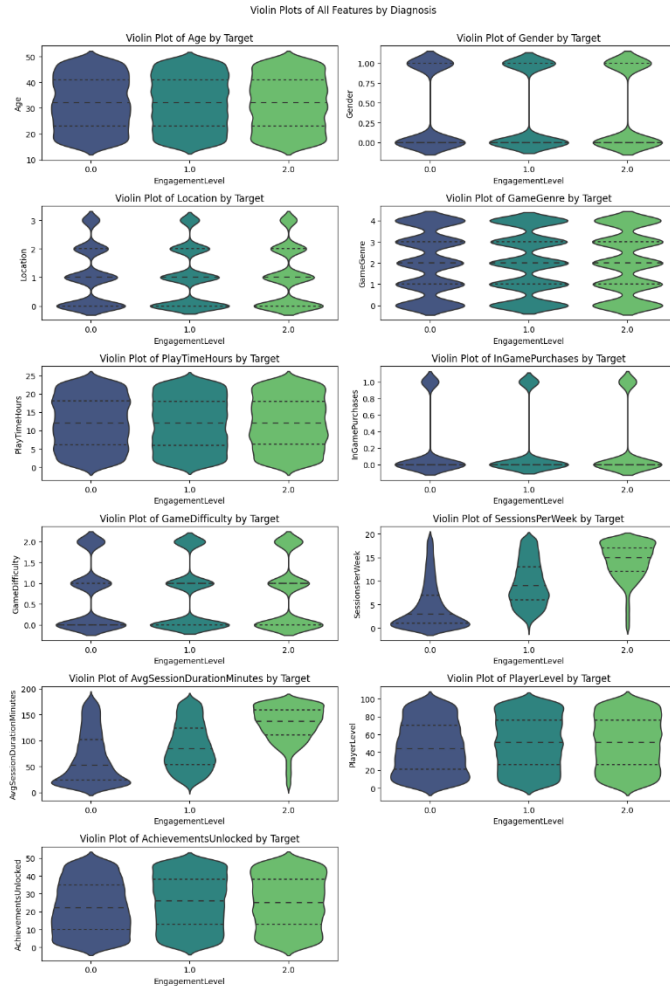 Violin Plots of All Features by Diagnosis
Violin Plot of Age by Target
50
40
30
20
10
Age
0.0 1.0 2.0
EngagementLevel
Violin Plot of Gender by Target
1.00
0.75
0.50
0.25
0.00
Gender
0.0 1.0 2.0
EngagementLevel
Violin Plot of Location by Target
3
2
1
0
Location
0.0 1.0 2.0
EngagementLevel
Violin Plot of GameGenre by Target
4
3
2
1
0
GameGenre
0.0 1.0 2.0
EngagementLevel
Violin Plot of PlayTimeHours by Target
25
20
15
10
5
0
PlayTimeHours
0.0 1.0 2.0
EngagementLevel
Violin Plot of InGamePurchases by Target
1.0
0.8
0.6
0.4
0.2
0.0
InGamePurchases
0.0 1.0 2.0
EngagementLevel
Violin Plot of GameDifficulty by Target
2.0
1.5
1.0
0.5
0.0
GameDifficulty
0.0 1.0 2.0
EngagementLevel
Violin Plot of SessionsPerWeek by Target
20
15
10
5
0
SessionsPerWeek
0.0 1.0 2.0
EngagementLevel
Violin Plot of AvgSessionDurationMinutes by Target
200
150
100
50
0
AvgSessionDurationMinutes
0.0 1.0 2.0
EngagementLevel
Violin Plot of PlayerLevel by Target
100
80
60
40
20
0
PlayerLevel
0.0 1.0 2.0
EngagementLevel
Violin Plot of AchievementsUnlocked by Target
50
40
30
20
10
0
AchievementsUnlocked
0.0 1.0 2.0
EngagementLevel